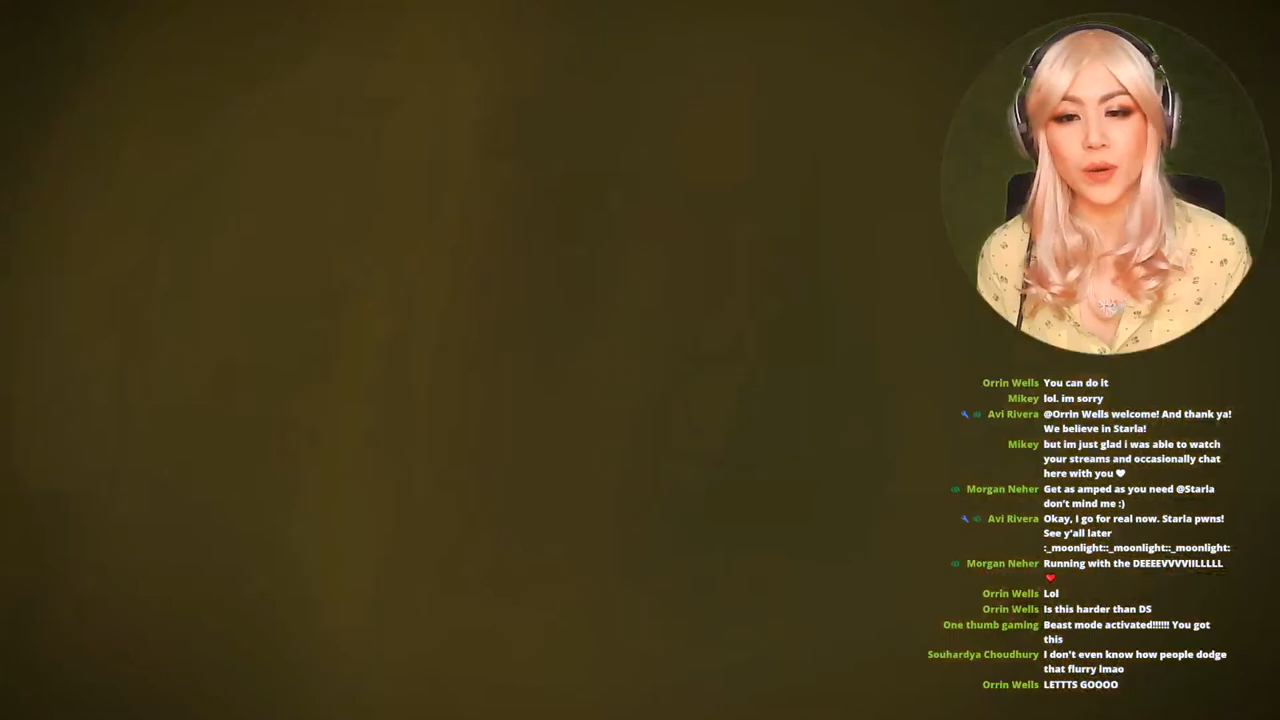 Orrin Wells You can do it
Mikey lol. im sorry
Avi Rivera @Orrin Wells welcome! And thank ya!
We believe in Starla!
Mikey but im just glad i was able to watch
your streams and occasionally chat
here with you
Morgan Neher Get as amped as you need @Starla
don't mind me :)
Avi Rivera Okay, I go for real now. Starla pwns!
See y'all later
:_moonlight::_moonlight::_moonlight:
Morgan Neher Running with the DEEEEVVVVIILLLLL
Orrin Wells Lol
Orrin Wells Is this harder than DS
One thumb gaming Beast mode activated!!!!!! You got
this
Souhardya Choudhury I don't even know how people dodge
that flurry lmao
Orrin Wells LETTTS GOOOO